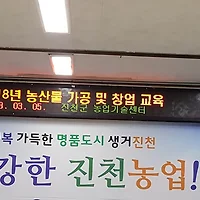 8년 농산물 가공 및 창업 교육
3. 03. 05. 진천군 농업기술센터
복 가득한 명품도시 생거진천
강한 진천농업!